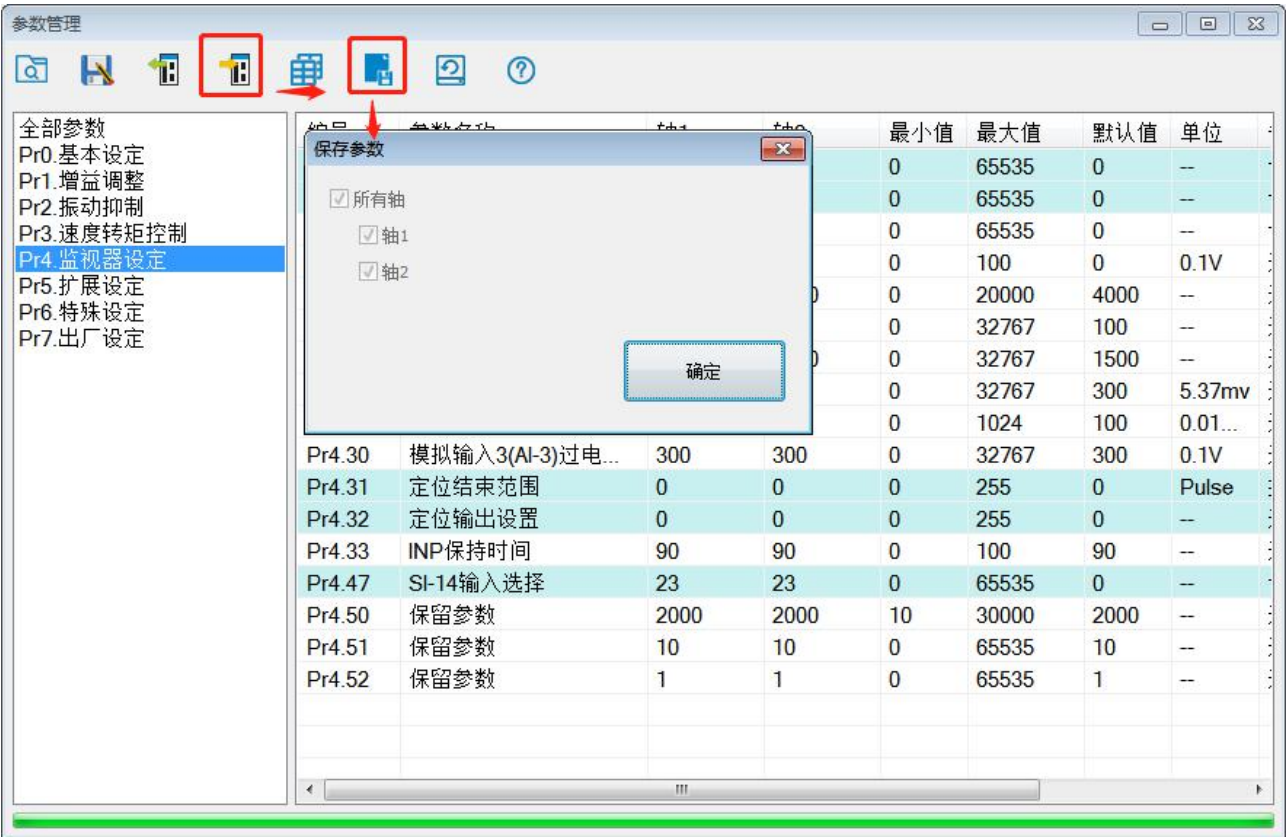 参数管理
全部参数
Pr0.基本设定
Pr1.增益调整
Pr2.振动抑制
Pr3.速度转矩控制
Pr4.监视器设定
Pr5.扩展设定
Pr6.特殊设定
Pr7.出厂设定
最小值 最大值 默认值 单位
保存参数
所有轴
轴1
轴2
确定
0 65535 0 --
0 65535 0 --
0 65535 0 --
0 100 0 0.1V
0 20000 4000 --
0 32767 100 --
0 32767 1500 --
0 32767 300 5.37mv
0 1024 100 0.01...
Pr4.30 模拟输入3(AI-3)过电... 300 300 0 32767 300 0.1V
Pr4.31 定位结束范围 0 0 0 255 0 Pulse
Pr4.32 定位输出设置 0 0 0 255 0 --
Pr4.33 INP保持时间 90 90 0 100 90 --
Pr4.47 SI-14输入选择 23 23 0 65535 0 --
Pr4.50 保留参数 2000 2000 10 30000 2000 --
Pr4.51 保留参数 10 10 0 65535 10 --
Pr4.52 保留参数 1 1 0 65535 1 --